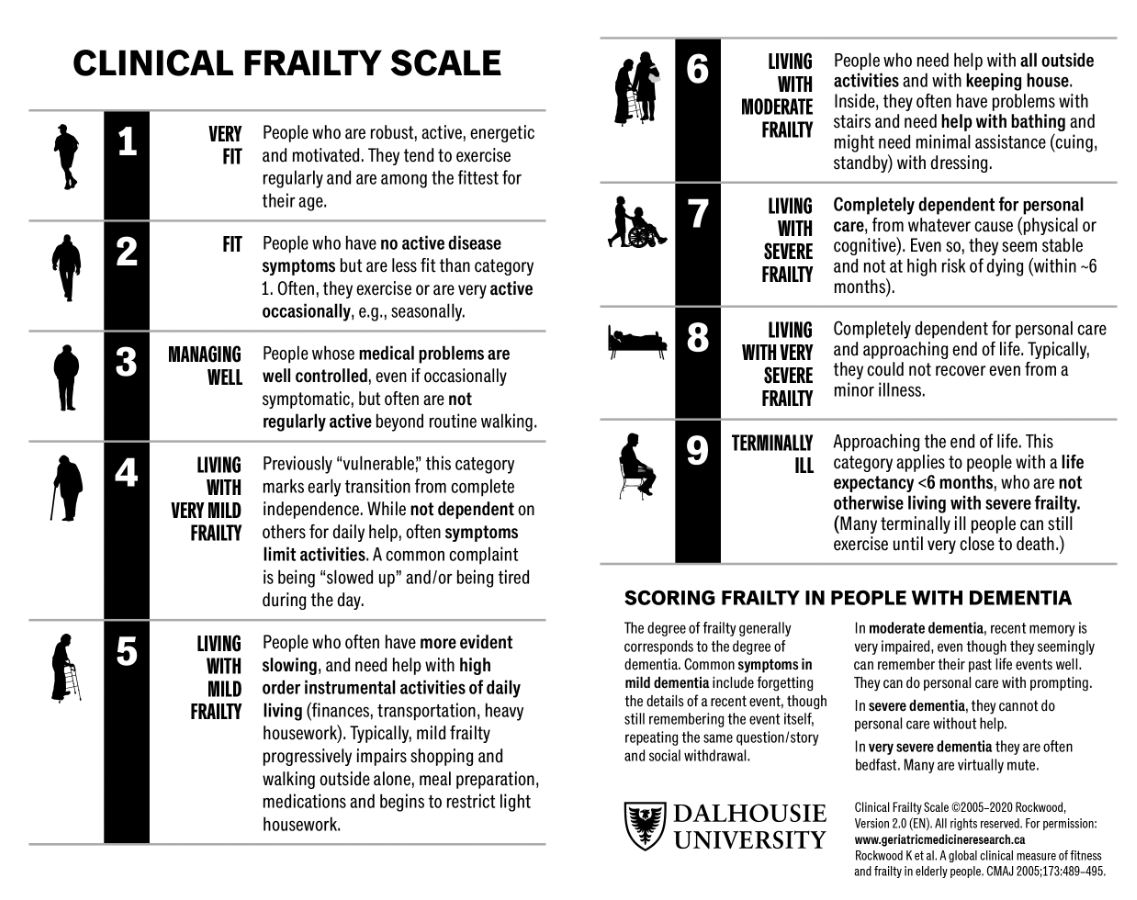 CLINICAL FRAILTY SCALE
1
VERY
FIT
People who are robust, active, energetic
and motivated. They tend to exercise
regularly and are among the fittest for
their age.
2
FIT
People who have no active disease
symptoms but are less fit than category
1. Often, they exercise or are very active
occasionally, e.g., seasonally.
3
MANAGING
WELL
People whose medical problems are
well controlled, even if occasionally
symptomatic, but often are not
regularly active beyond routine walking.
4
LIVING
WITH
VERY MILD
FRAILTY
Previously “vulnerable,” this category
marks early transition from complete
independence. While not dependent on
others for daily help, often symptoms
limit activities. A common complaint
is being “slowed up” and/or being tired
during the day.
5
LIVING
WITH
MILD
FRAILTY
People who often have more evident
slowing, and need help with high
order instrumental activities of daily
living (finances, transportation, heavy
housework). Typically, mild frailty
progressively impairs shopping and
walking outside alone, meal preparation,
medications and begins to restrict light
housework.
6
LIVING
WITH
MODERATE
FRAILTY
People who need help with all outside
activities and with keeping house.
Inside, they often have problems with
stairs and need help with bathing and
might need minimal assistance (cuing,
standby) with dressing.
7
LIVING
WITH
SEVERE
FRAILTY
Completely dependent for personal
care, from whatever cause (physical or
cognitive). Even so, they seem stable
and not at high risk of dying (within ~6
months).
8
LIVING
WITH VERY
SEVERE
FRAILTY
Completely dependent for personal care
and approaching end of life. Typically,
they could not recover even from a
minor illness.
9
TERMINALLY
ILL
Approaching the end of life. This
category applies to people with a life
expectancy <6 months, who are not
otherwise living with severe frailty.
(Many terminally ill people can still
exercise until very close to death.)
SCORING FRAILTY IN PEOPLE WITH DEMENTIA
The degree of frailty generally
corresponds to the degree of
dementia. Common symptoms in
mild dementia include forgetting
the details of a recent event, though
still remembering the event itself,
repeating the same question/story
and social withdrawal.
In moderate dementia, recent memory is
very impaired, even though they seemingly
can remember their past life events well.
They can do personal care with prompting.
In severe dementia, they cannot do
personal care without help.
In very severe dementia they are often
bedfast. Many are virtually mute.
DALHOUSIE
UNIVERSITY
Clinical Frailty Scale ©2005–2020 Rockwood,
Version 2.0 (EN). All rights reserved. For permission:
www.geriatricmedicineresearch.ca
Rockwood K et al. A global clinical measure of fitness
and frailty in elderly people. CMAJ 2005;173:489–495.